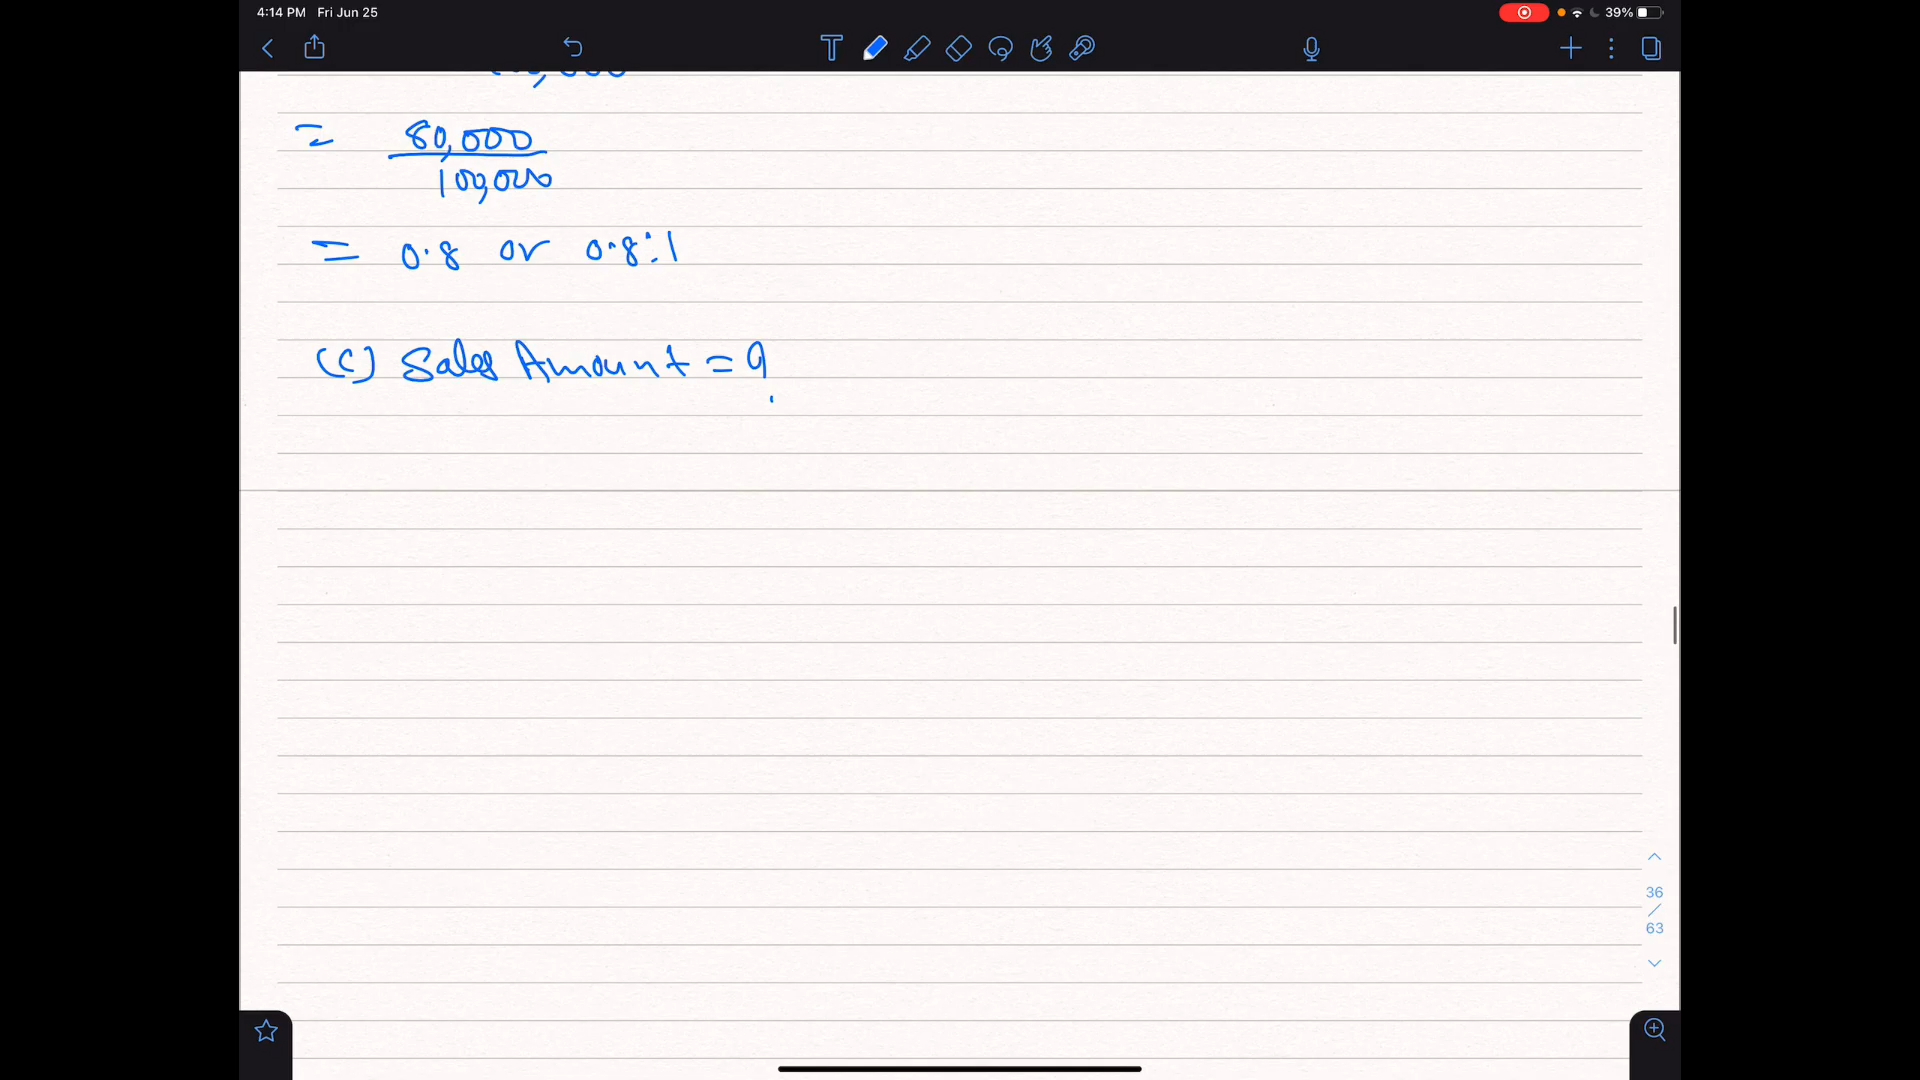 4:14 PM Fri Jun 25
39%
= 80,000
100,000
= 0.8 or 0.8:1
(C) Sales Amount = ?
36
/
63